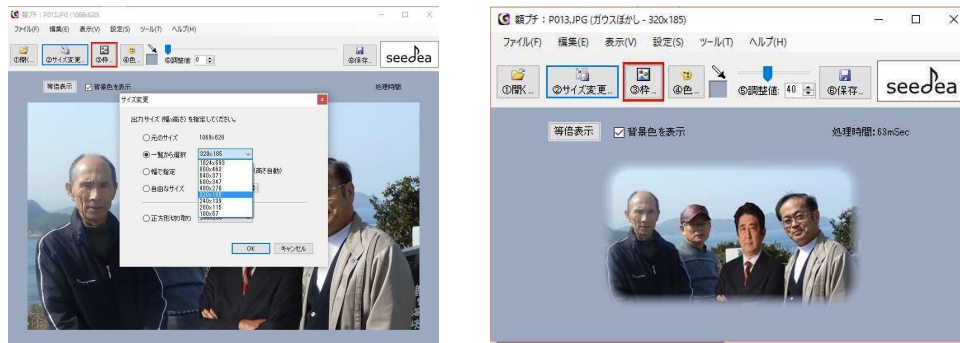 額プチ : P013.JPG (1069x620)
ファイル(F) 編集(E) 表示(V) 設定(S) ツール(T) ヘルプ(H)
①開く.. ②サイズ変更.. ③枠.. ④色.. ⑤調整値: 0 ⑥保存.. seedea
等倍表示 背景色を表示 処理時間
サイズ変更
出力サイズ (幅x高さ) を指定してください。
元のサイズ 1069x620
一覧から選択 320x185
1024x593
800x463
幅で指定 (高さ自動)
640x371
600x347
自由なサイズ
480x278
320x185
240x139
200x115
正方形切り取り
100x57
OK キャンセル
額プチ : P013.JPG (ガウスぼかし - 320x185)
ファイル(F) 編集(E) 表示(V) 設定(S) ツール(T) ヘルプ(H)
①開く.. ②サイズ変更.. ③枠.. ④色.. ⑤調整値: 40 ⑥保存.. seedea
等倍表示 背景色を表示 処理時間: 63mSec